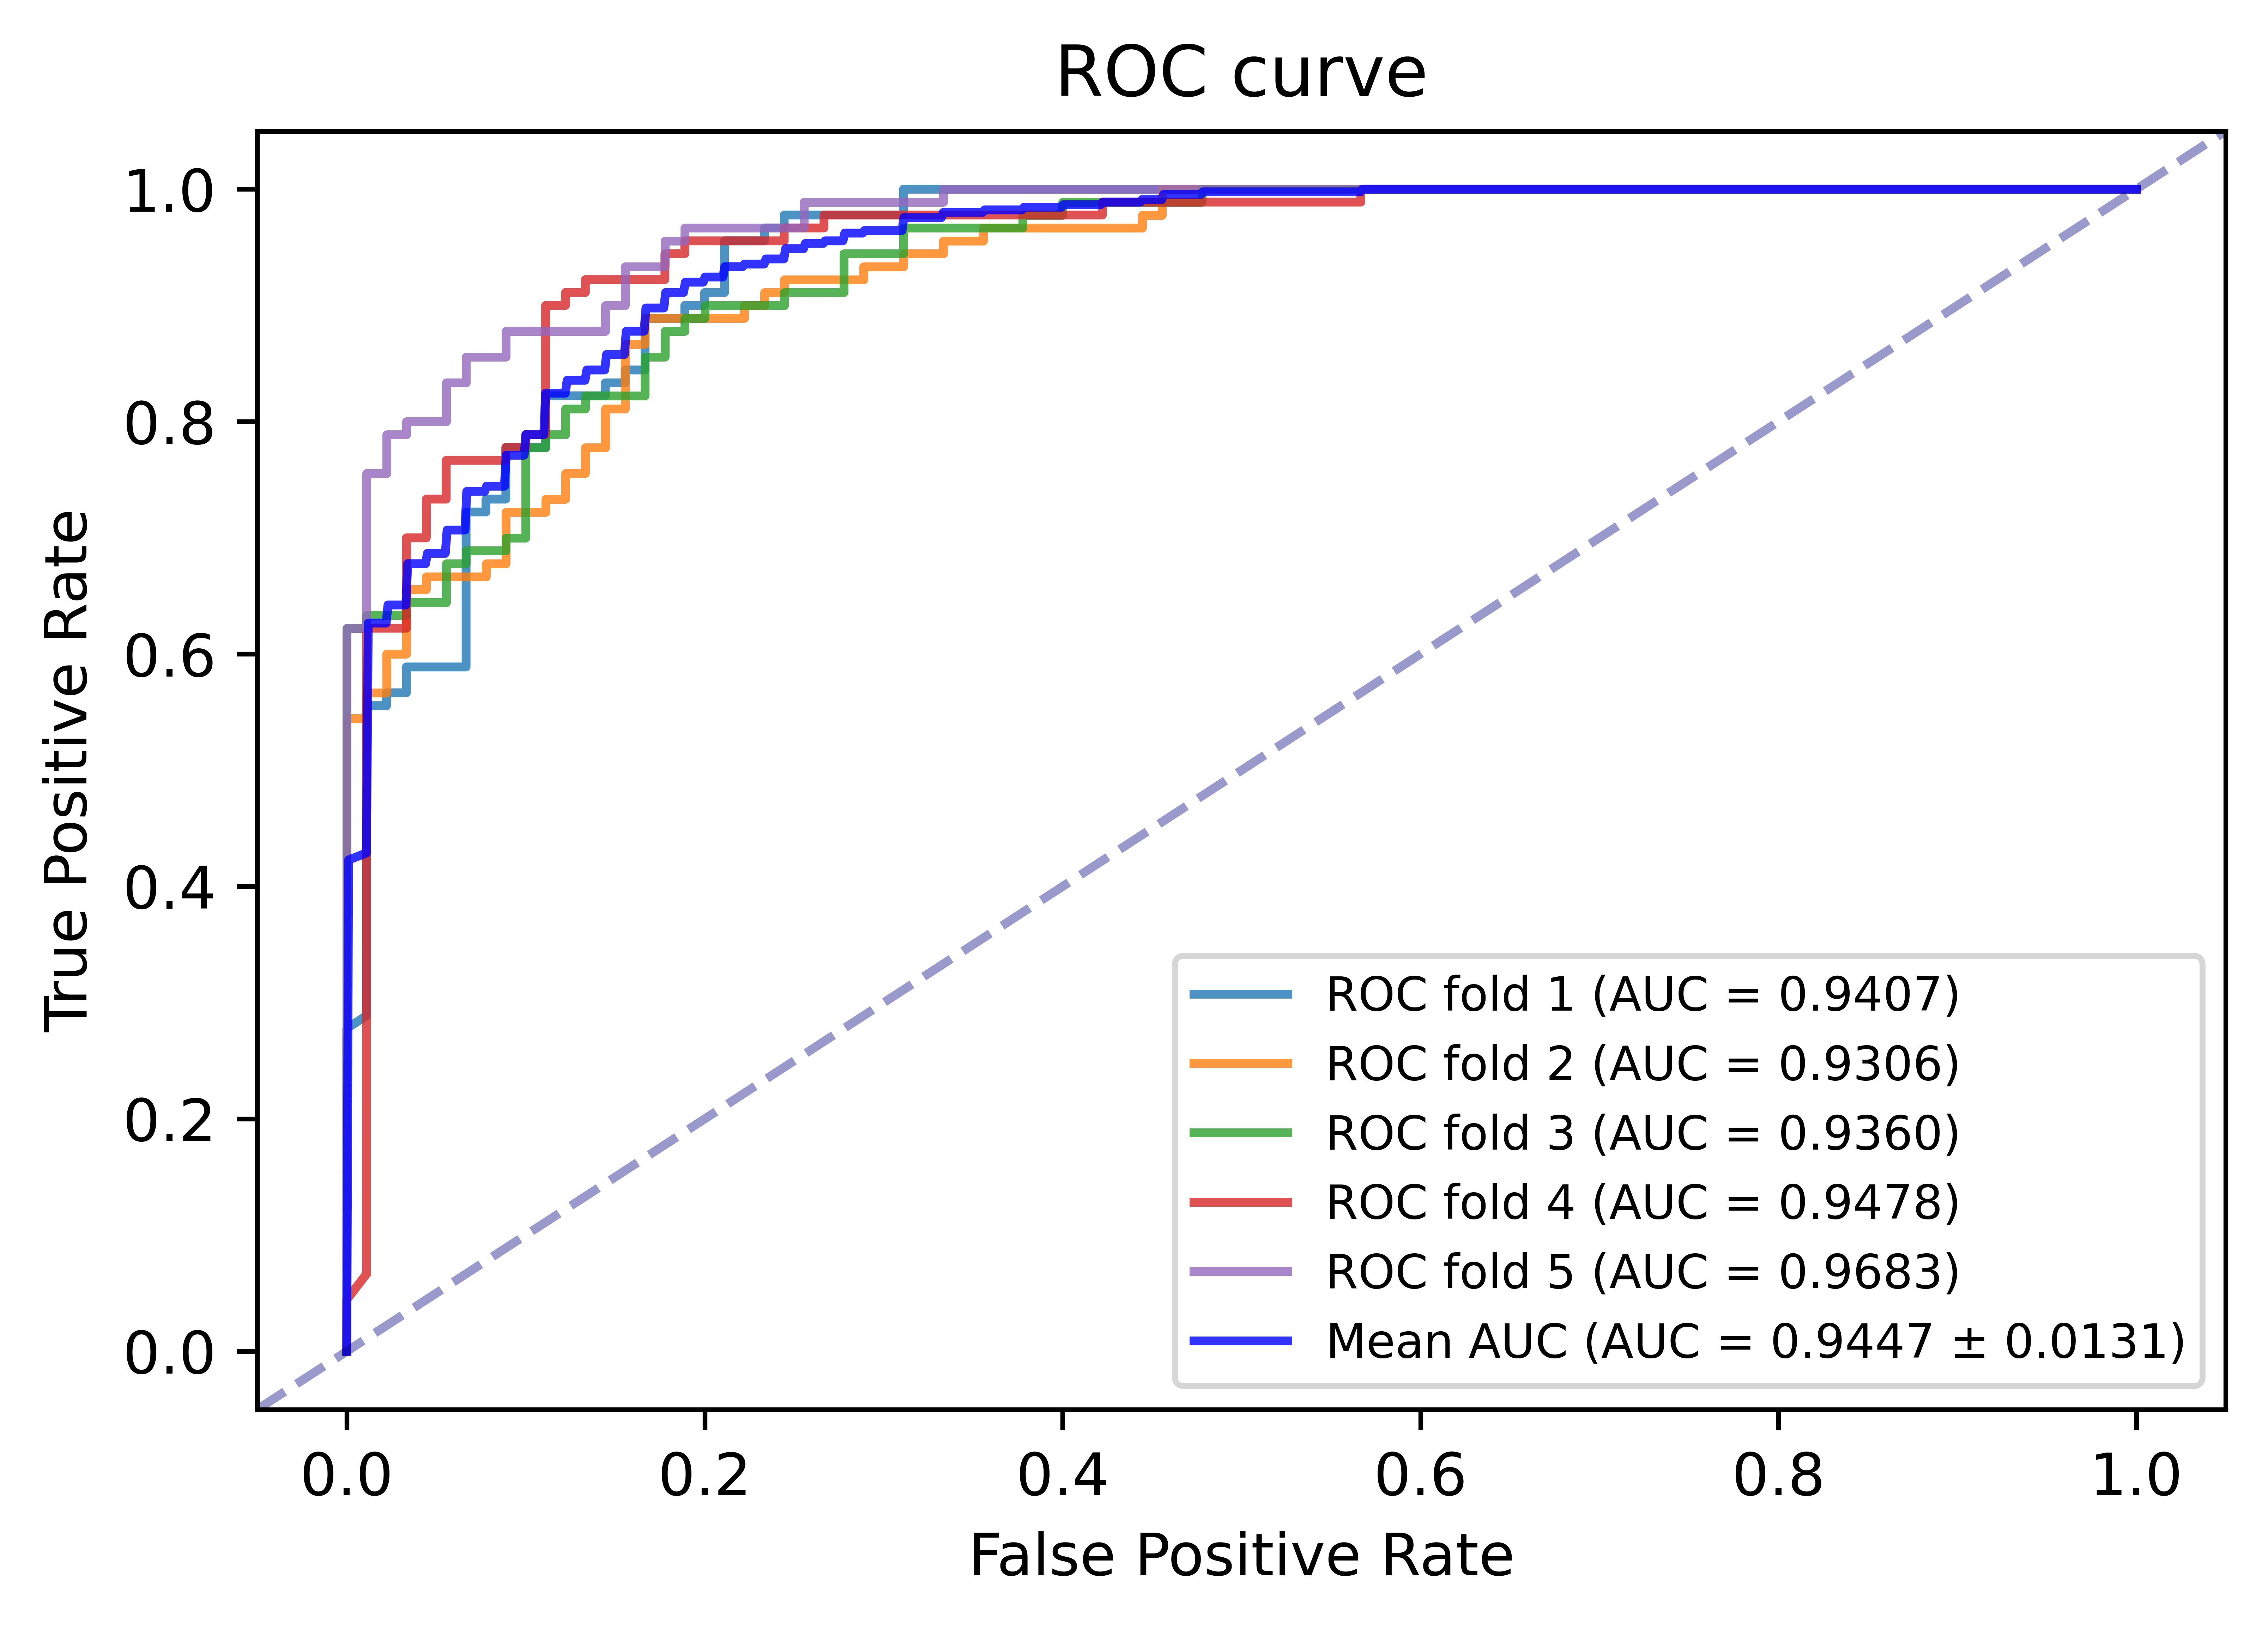 ROC curve
True Positive Rate
1.0
0.8
0.6
0.4
0.2
0.0
ROC fold 1 (AUC = 0.9407)
ROC fold 2 (AUC = 0.9306)
ROC fold 3 (AUC = 0.9360)
ROC fold 4 (AUC = 0.9478)
ROC fold 5 (AUC = 0.9683)
Mean AUC (AUC = 0.9447 ± 0.0131)
0.0 0.2 0.4 0.6 0.8 1.0
False Positive Rate